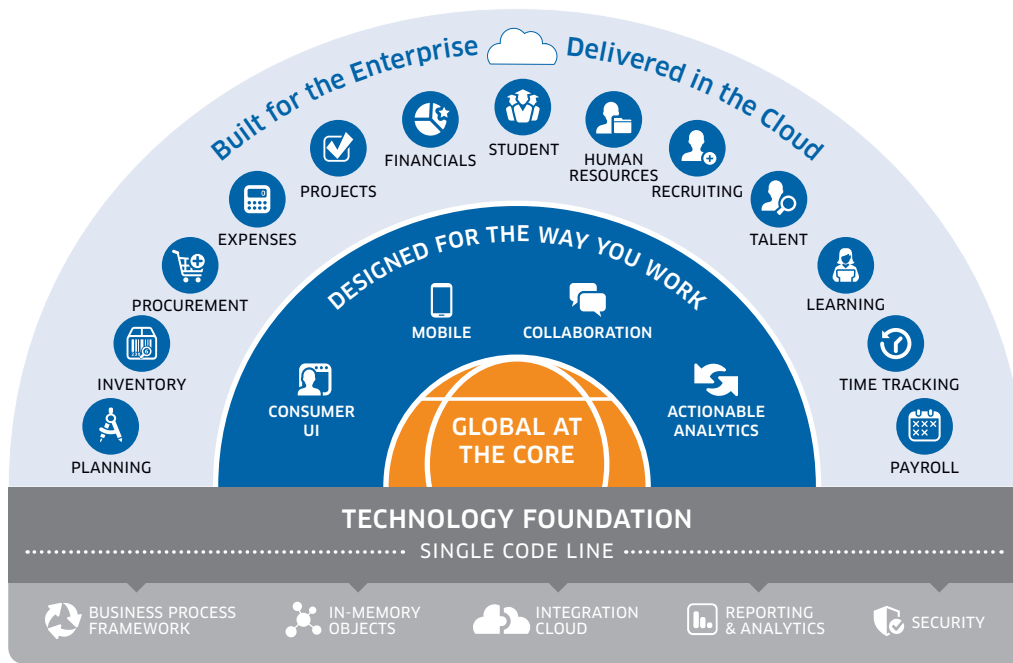 Built for the Enterprise
Delivered in the Cloud
PLANNING
INVENTORY
PROCUREMENT
EXPENSES
PROJECTS
FINANCIALS
STUDENT
HUMAN
RESOURCES
RECRUITING
TALENT
LEARNING
TIME TRACKING
PAYROLL
DESIGNED FOR THE WAY YOU WORK
CONSUMER
UI
MOBILE
COLLABORATION
ACTIONABLE
ANALYTICS
GLOBAL AT
THE CORE
TECHNOLOGY FOUNDATION
SINGLE CODE LINE
BUSINESS PROCESS
FRAMEWORK
IN-MEMORY
OBJECTS
INTEGRATION
CLOUD
REPORTING
& ANALYTICS
SECURITY